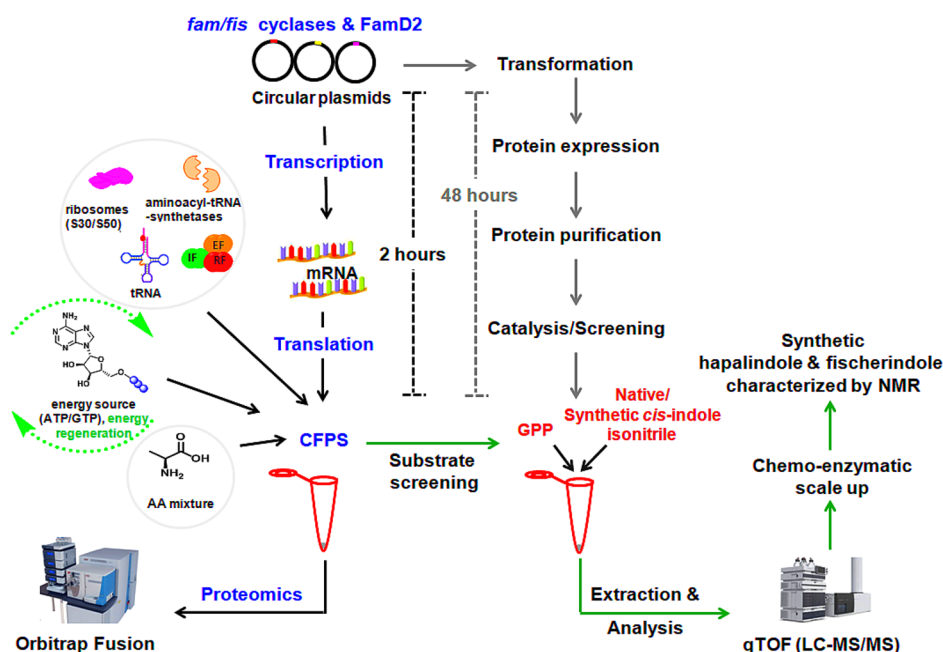 fam/fis cyclases & FamD2
Circular plasmids
Transcription
mRNA
Translation
2 hours
48 hours
Transformation
Protein expression
Protein purification
Catalysis/Screening
ribosomes
(S30/S50)
aminoacyl-tRNA
-synthetases
tRNA
IF
EF
RF
NH₂
N
N
N
N
O
O
HO
HO
energy source
(ATP/GTP), energy
regeneration
O
OH
NH₂
AA mixture
CFPS
Substrate
screening
GPP
Native/
Synthetic cis-indole
isonitrile
Synthetic
hapalindole & fischerindole
characterized by NMR
Chemo-enzymatic
scale up
Proteomics
Orbitrap Fusion
Extraction &
Analysis
qTOF (LC-MS/MS)